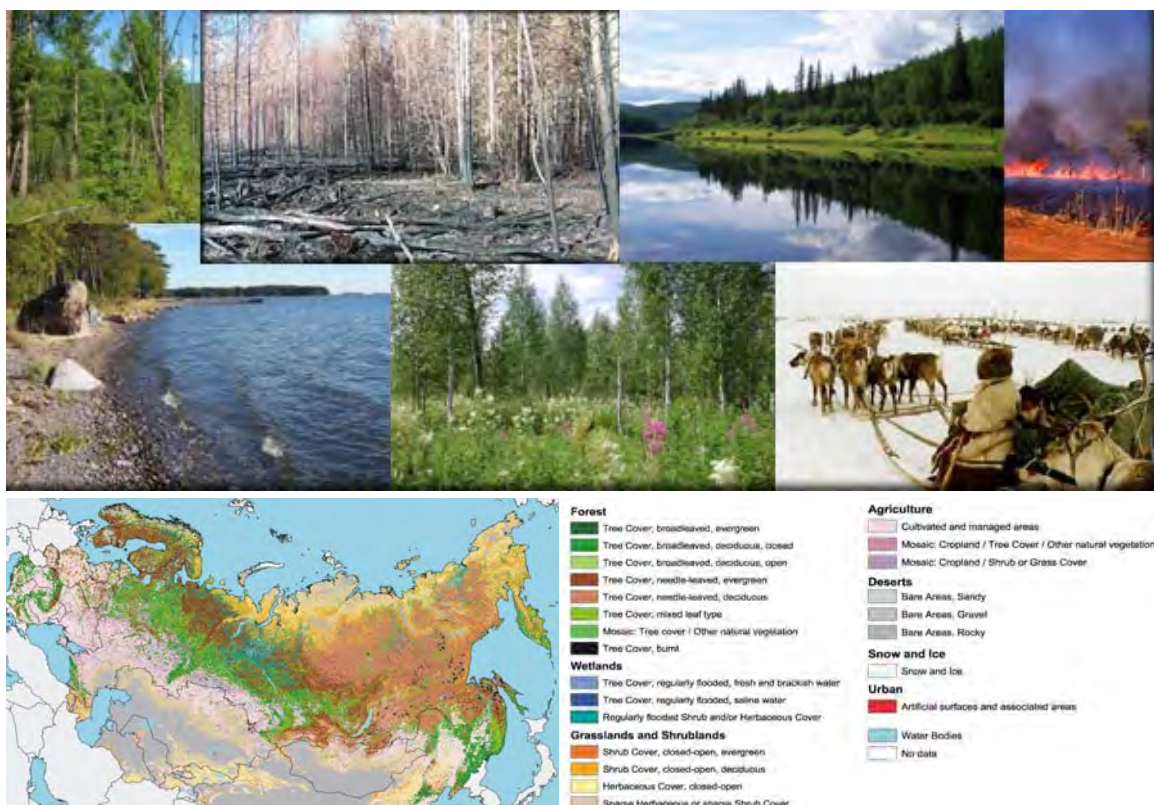 Forest
Tree Cover, broadleaved, evergreen
Tree Cover, broadleaved, deciduous, closed
Tree Cover, broadleaved, deciduous, open
Tree Cover, needle-leaved, evergreen
Tree Cover, needle-leaved, deciduous
Tree Cover, mixed leaf type
Mosaic: Tree cover / Other natural vegetation
Tree Cover, burnt
Wetlands
Tree Cover, regularly flooded, fresh and brackish water
Tree Cover, regularly flooded, saline water
Regularly flooded Shrub and/or Herbaceous Cover
Grasslands and Shrublands
Shrub Cover, closed-open, evergreen
Shrub Cover, closed-open, deciduous
Herbaceous Cover, closed-open
Sparse Herbaceous or sparse Shrub Cover
Agriculture
Cultivated and managed areas
Mosaic: Cropland / Tree Cover / Other natural vegetation
Mosaic: Cropland / Shrub or Grass Cover
Deserts
Bare Areas, Sandy
Bare Areas, Gravel
Bare Areas, Rocky
Snow and Ice
Snow and Ice
Urban
Artificial surfaces and associated areas
Water Bodies
No data